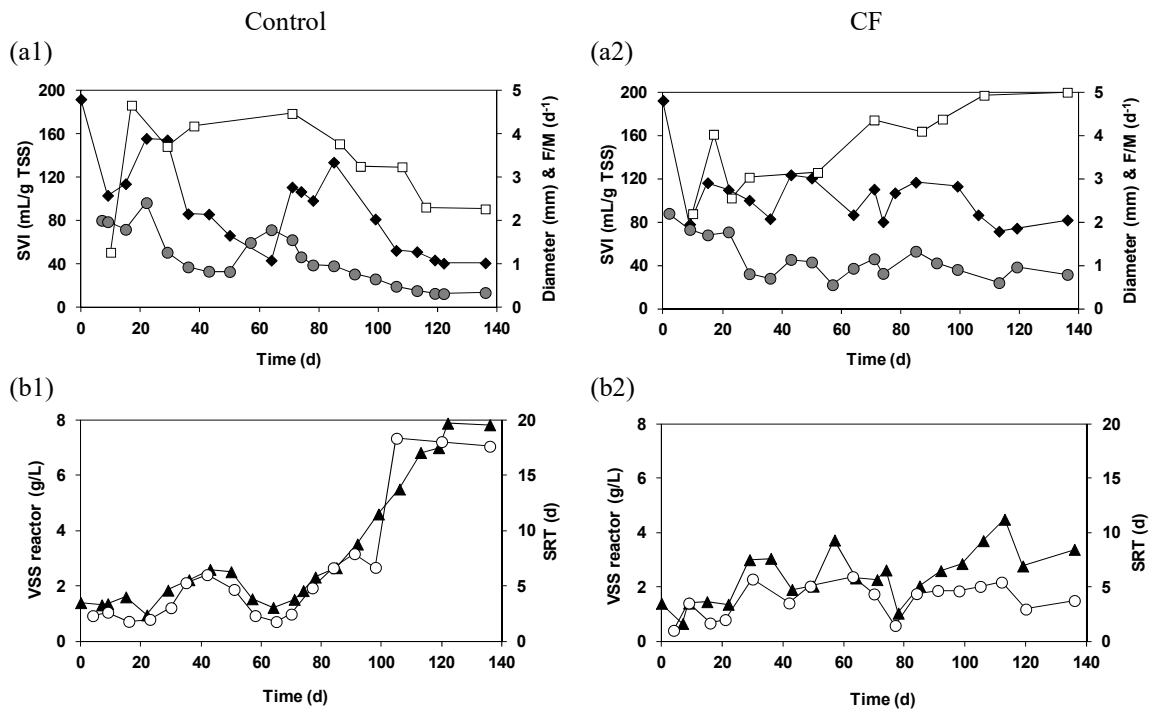 Control
CF
(a1)
(a2)
200
160
120
80
40
0
SVI (mL/g TSS)
5
4
3
2
1
0
Diameter (mm) & F/M (d⁻¹)
0 20 40 60 80 100 120 140
Time (d)
200
160
120
80
40
0
SVI (mL/g TSS)
5
4
3
2
1
0
Diameter (mm) & F/M (d⁻¹)
0 20 40 60 80 100 120 140
Time (d)
(b1)
(b2)
8
6
4
2
0
VSS reactor (g/L)
20
15
10
5
0
SRT (d)
0 20 40 60 80 100 120 140
Time (d)
8
6
4
2
0
VSS reactor (g/L)
20
15
10
5
0
SRT (d)
0 20 40 60 80 100 120 140
Time (d)